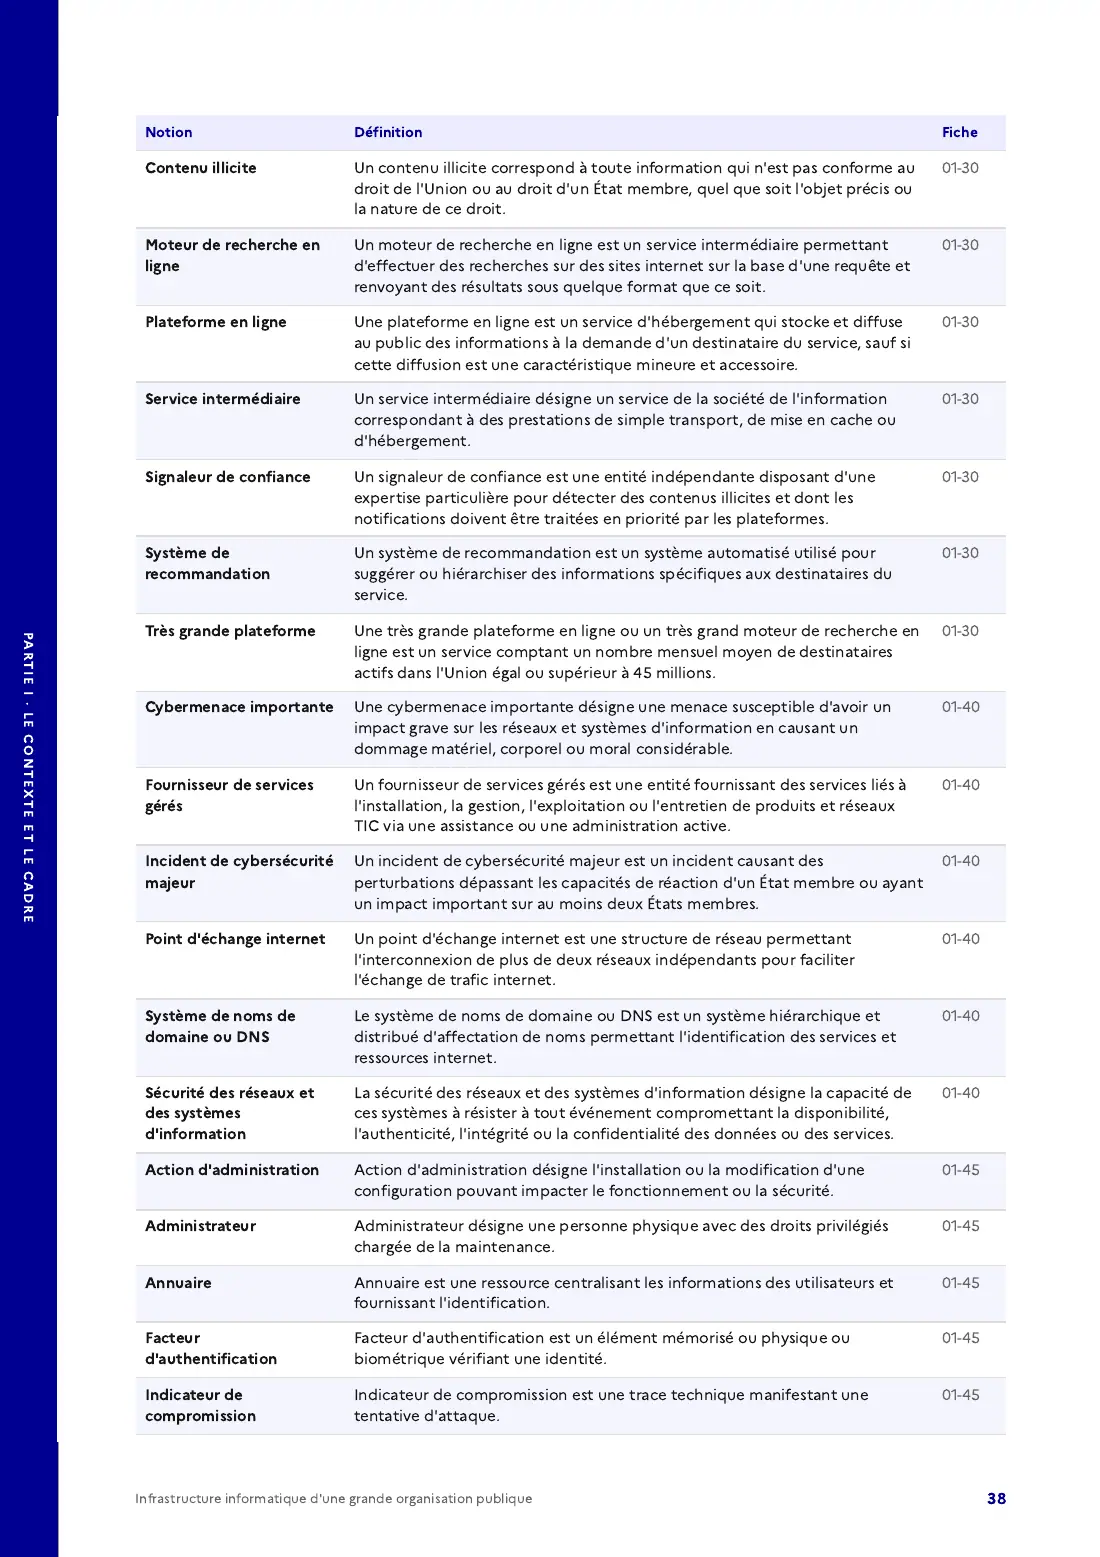 Notion Définition Fiche
Contenu illicite Un contenu illicite correspond à toute information qui n'est pas conforme au 01-30
droit de l'Union ou au droit d'un État membre, quel que soit l'objet précis ou
la nature de ce droit.
Moteur de recherche en Un moteur de recherche en ligne est un service intermédiaire permettant 01-30
ligne d'effectuer des recherches sur des sites internet sur la base d'une requête et
renvoyant des résultats sous quelque format que ce soit.
Plateforme en ligne Une plateforme en ligne est un service d'hébergement qui stocke et diffuse 01-30
au public des informations à la demande d'un destinataire du service, sauf si
cette diffusion est une caractéristique mineure et accessoire.
Service intermédiaire Un service intermédiaire désigne un service de la société de l'information 01-30
correspondant à des prestations de simple transport, de mise en cache ou
d'hébergement.
Signaleur de confiance Un signaleur de confiance est une entité indépendante disposant d'une 01-30
expertise particulière pour détecter des contenus illicites et dont les
notifications doivent être traitées en priorité par les plateformes.
Système de Un système de recommandation est un système automatisé utilisé pour 01-30
recommandation suggérer ou hiérarchiser des informations spécifiques aux destinataires du
service.
Très grande plateforme Une très grande plateforme en ligne ou un très grand moteur de recherche en 01-30
ligne est un service comptant un nombre mensuel moyen de destinataires
actifs dans l'Union égal ou supérieur à 45 millions.
Cybermenace importante Une cybermenace importante désigne une menace susceptible d'avoir un 01-40
impact grave sur les réseaux et systèmes d'information en causant un
dommage matériel, corporel ou moral considérable.
Fournisseur de services Un fournisseur de services gérés est une entité fournissant des services liés à 01-40
gérés l'installation, la gestion, l'exploitation ou l'entretien de produits et réseaux
TIC via une assistance ou une administration active.
Incident de cybersécurité Un incident de cybersécurité majeur est un incident causant des 01-40
majeur perturbations dépassant les capacités de réaction d'un État membre ou ayant
un impact important sur au moins deux États membres.
Point d'échange internet Un point d'échange internet est une structure de réseau permettant 01-40
l'interconnexion de plus de deux réseaux indépendants pour faciliter
l'échange de trafic internet.
Système de noms de Le système de noms de domaine ou DNS est un système hiérarchique et 01-40
domaine ou DNS distribué d'affectation de noms permettant l'identification des services et
ressources internet.
Sécurité des réseaux et La sécurité des réseaux et des systèmes d'information désigne la capacité de 01-40
des systèmes ces systèmes à résister à tout événement compromettant la disponibilité,
d'information l'authenticité, l'intégrité ou la confidentialité des données ou des services.
Action d'administration Action d'administration désigne l'installation ou la modification d'une 01-45
configuration pouvant impacter le fonctionnement ou la sécurité.
Administrateur Administrateur désigne une personne physique avec des droits privilégiés 01-45
chargée de la maintenance.
Annuaire Annuaire est une ressource centralisant les informations des utilisateurs et 01-45
fournissant l'identification.
Facteur Facteur d'authentification est un élément mémorisé ou physique ou 01-45
d'authentification biométrique vérifiant une identité.
Indicateur de Indicateur de compromission est une trace technique manifestant une 01-45
compromission tentative d'attaque.
PARTIE I · LE CONTEXTE ET LE CADRE
Infrastructure informatique d'une grande organisation publique 38